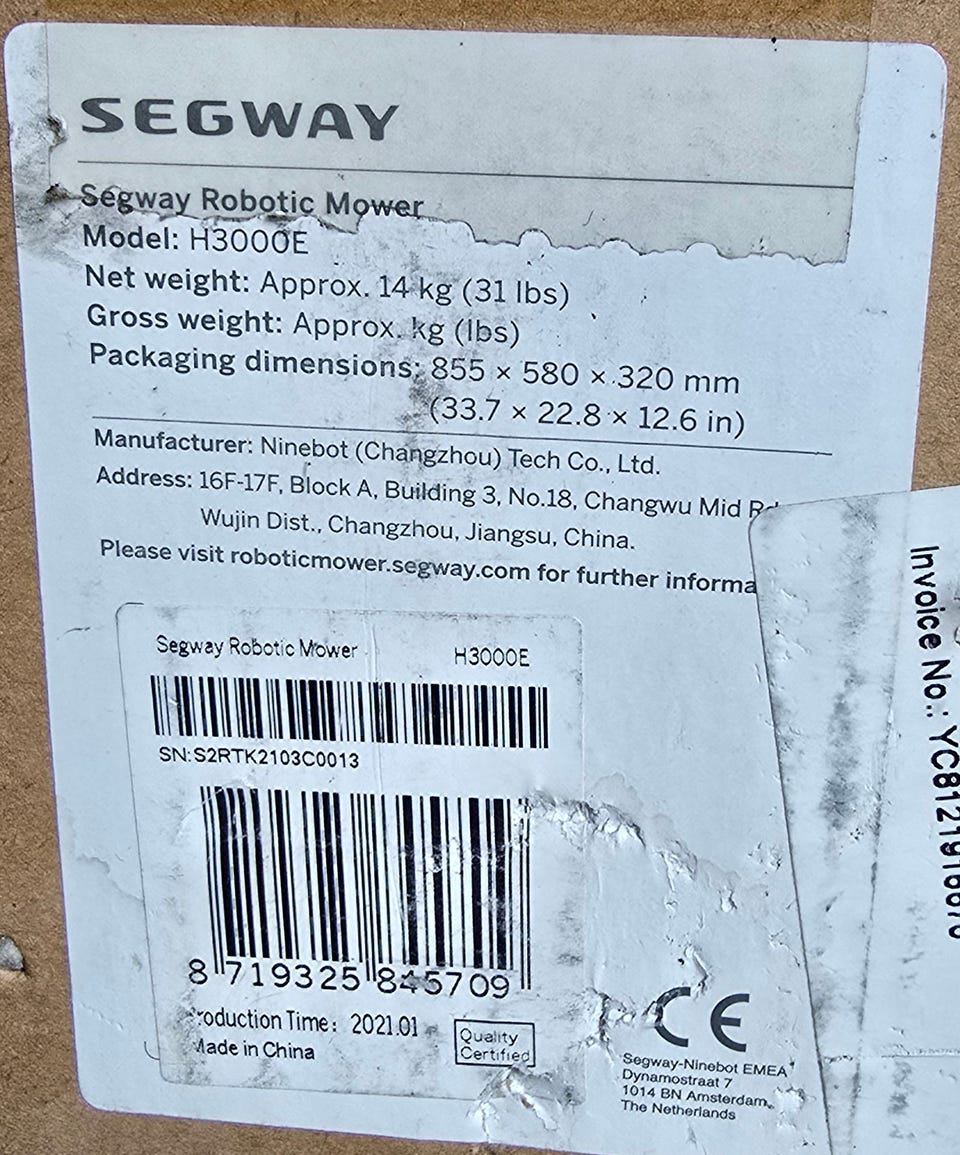 SEGWAY
Segway Robotic Mower
Model: H3000E
Net weight: Approx. 14 kg (31 lbs)
Gross weight: Approx. kg (lbs)
Packaging dimensions: 855 × 580 × 320 mm
(33.7 × 22.8 × 12.6 in)
Manufacturer: Ninebot (Changzhou) Tech Co., Ltd.
Address: 16F-17F, Block A, Building 3, No.18, Changwu Mid
Wujin Dist., Changzhou, Jiangsu, China.
Please visit roboticmower.segway.com for further informa
Segway Robotic Mower H3000E
SN:S2RTK2103C0013
8 719325 845709
roduction Time: 2021.01
Made in China
Quality
Certified
CE
Segway-Ninebot EMEA
Dynamostraat 7
1014 BN Amsterdam,
The Netherlands
Invoice No.: